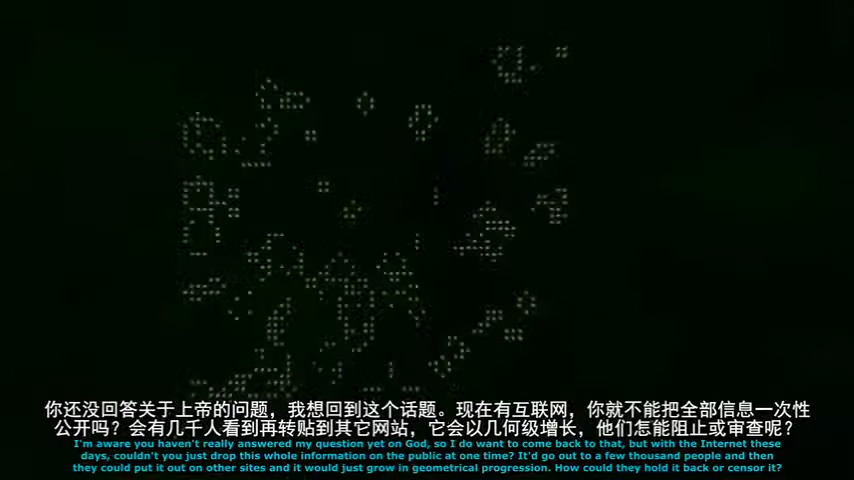 你还没回答关于上帝的问题，我想回到这个话题。现在有互联网，你就不能把全部信息一次性
公开吗？会有几千人看到再转贴到其它网站，它会以几何级增长，他们怎能阻止或审查呢？
I'm aware you haven't really answered my question yet on God, so I do want to come back to that, but with the Internet these
days, couldn't you just drop this whole information on the public at one time? It'd go out to a few thousand people and then
they could put it out on other sites and it would just grow in geometrical progression. How could they hold it back or censor it?